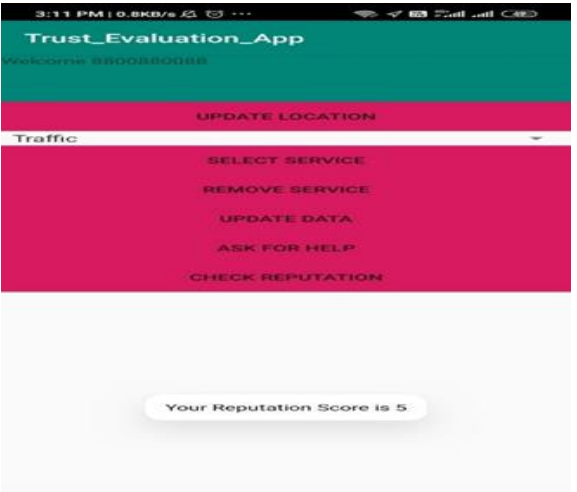 3:11 PM | 0.8KB/s
Trust_Evaluation_App
Welcome 8800880088
UPDATE LOCATION
Traffic
SELECT SERVICE
REMOVE SERVICE
UPDATE DATA
ASK FOR HELP
CHECK REPUTATION
Your Reputation Score is 5